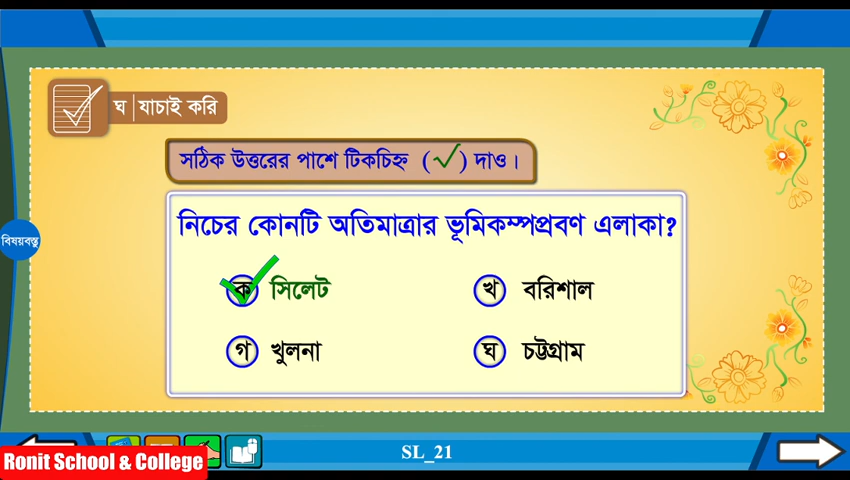 ঘ | যাচাই করি
সঠিক উত্তরের পাশে টিকচিহ্ন (✓) দাও।
নিচের কোনটি অতিমাত্রার ভূমিকম্পপ্রবণ এলাকা?
ক সিলেট খ বরিশাল
গ খুলনা ঘ চট্টগ্রাম
বিষয়বস্তু
Ronit School & College
SL_21